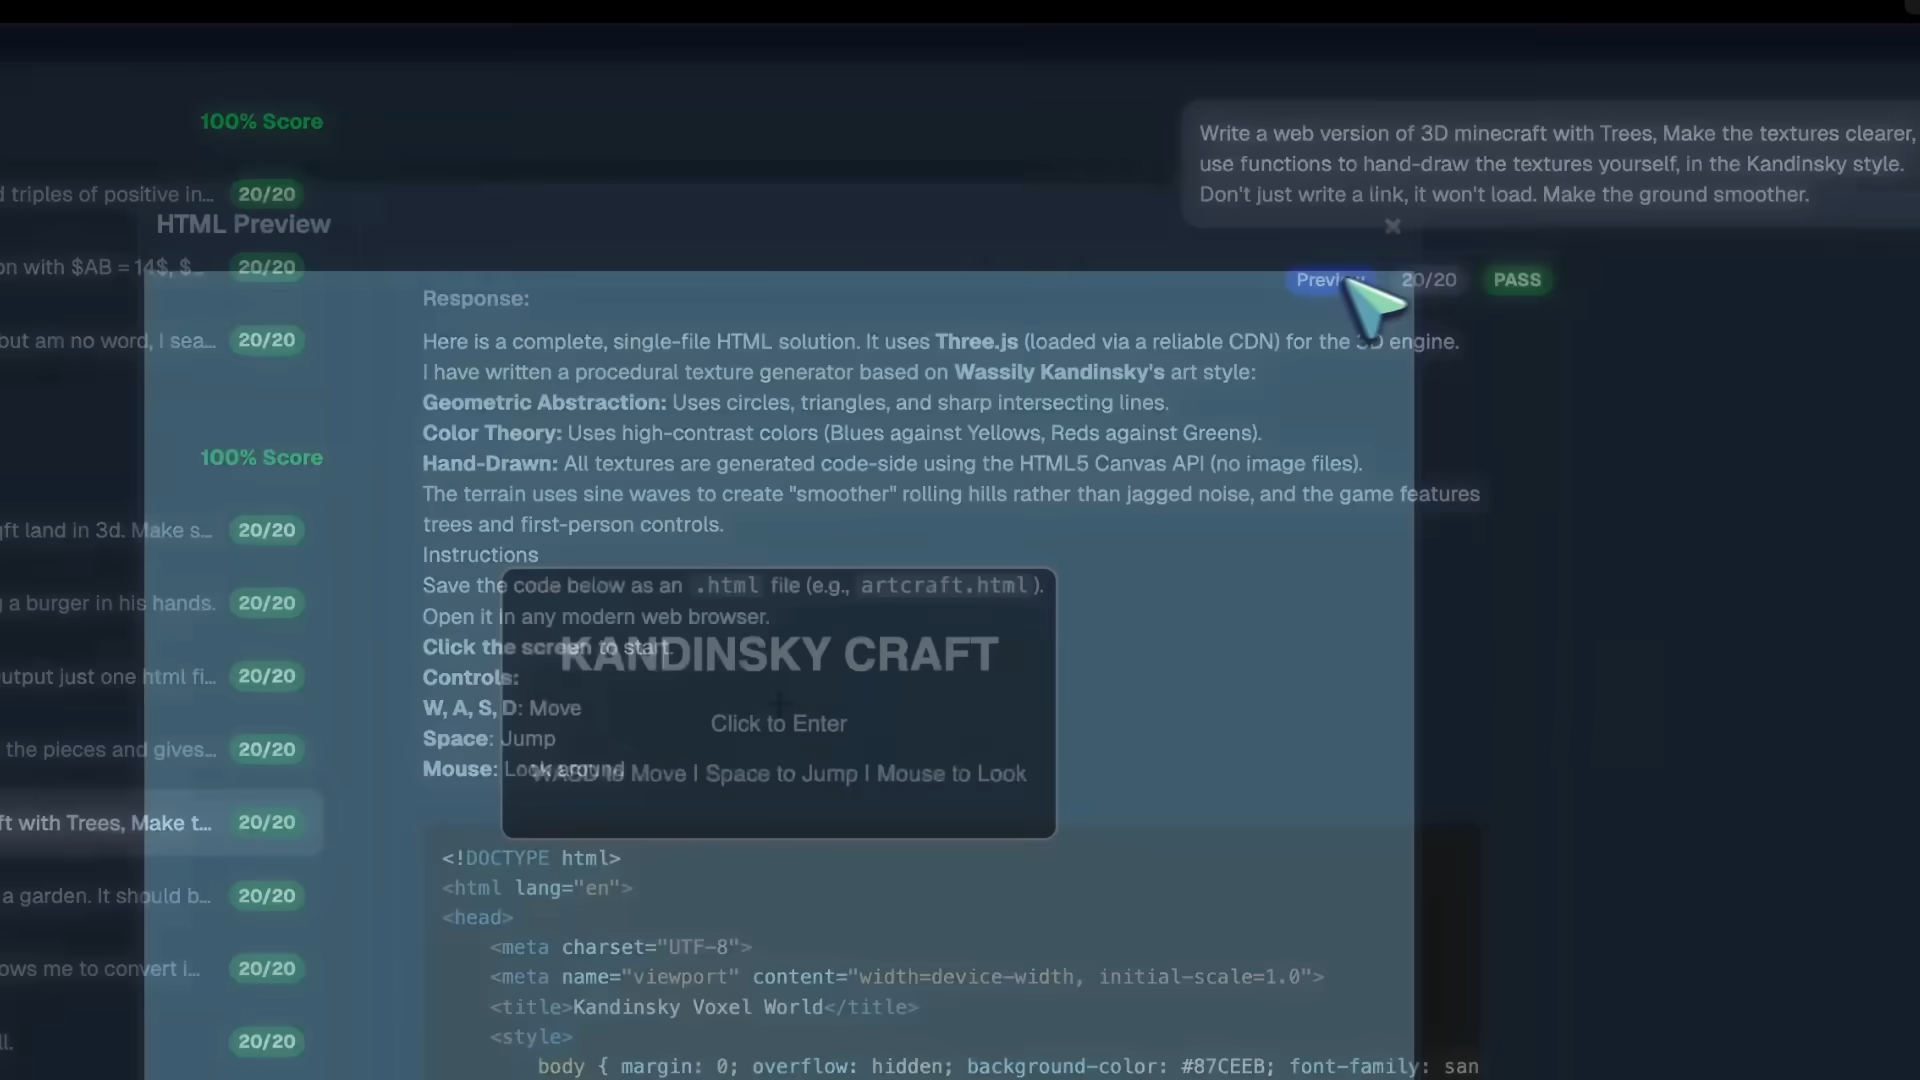 100% Score
Write a web version of 3D minecraft with Trees, Make the textures clearer,
use functions to hand-draw the textures yourself, in the Kandinsky style.
Don't just write a link, it won't load. Make the ground smoother.
d triples of positive in... 20/20
HTML Preview
on with $AB = 14$, $... 20/20
20/20 PASS
Response:
but am no word, I sea... 20/20
Here is a complete, single-file HTML solution. It uses Three.js (loaded via a reliable CDN) for the 3D engine.
I have written a procedural texture generator based on Wassily Kandinsky's art style:
Geometric Abstraction: Uses circles, triangles, and sharp intersecting lines.
Color Theory: Uses high-contrast colors (Blues against Yellows, Reds against Greens).
100% Score
Hand-Drawn: All textures are generated code-side using the HTML5 Canvas API (no image files).
The terrain uses sine waves to create "smoother" rolling hills rather than jagged noise, and the game features
trees and first-person controls.
ft land in 3d. Make s... 20/20
Instructions
Save the code below as an .html file (e.g., artcraft.html).
g a burger in his hands. 20/20
Open it in any modern web browser.
Click the screen to start.
KANDINSKY CRAFT
Controls:
utput just one html fi... 20/20
W, A, S, D: Move
Click to Enter
Space: Jump
the pieces and gives... 20/20
Mouse: Look around
WASD to Move | Space to Jump | Mouse to Look
ft with Trees, Make t... 20/20
<!DOCTYPE html>
<html lang="en">
a garden. It should b... 20/20
<head>
<meta charset="UTF-8">
ows me to convert i... 20/20
<meta name="viewport" content="width=device-width, initial-scale=1.0">
<title>Kandinsky Voxel World</title>
<style>
ll. 20/20
body { margin: 0; overflow: hidden; background-color: #87CEEB; font-family: san